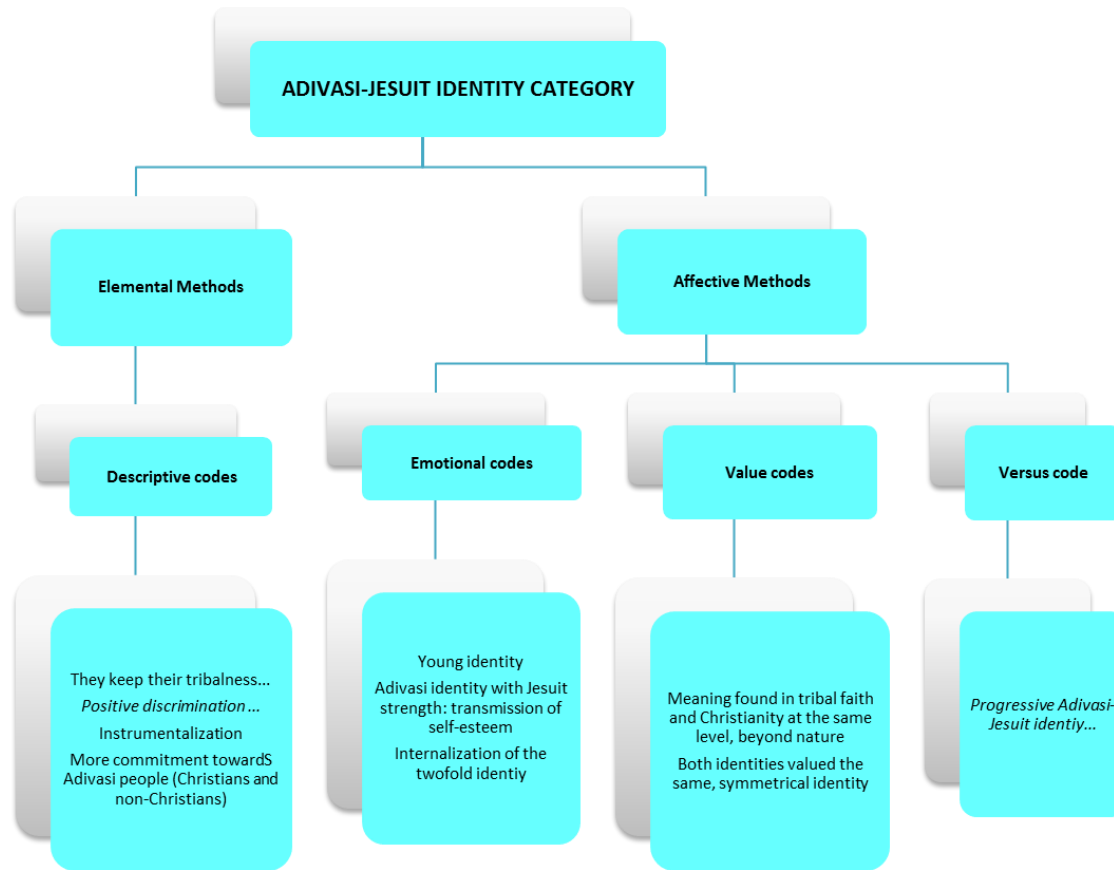 ADIVASI-JESUIT IDENTITY CATEGORY
Elemental Methods
Affective Methods
Descriptive codes
Emotional codes
Value codes
Versus code
They keep their tribalness...
Positive discrimination ...
Instrumentalization
More commitment towardS
Adivasi people (Christians and
non-Christians)
Young identity
Adivasi identity with Jesuit
strength: transmission of
self-esteem
Internalization of the
twofold identiy
Meaning found in tribal faith
and Christianity at the same
level, beyond nature
Both identities valued the
same, symmetrical identity
Progressive Adivasi-
Jesuit identiy...